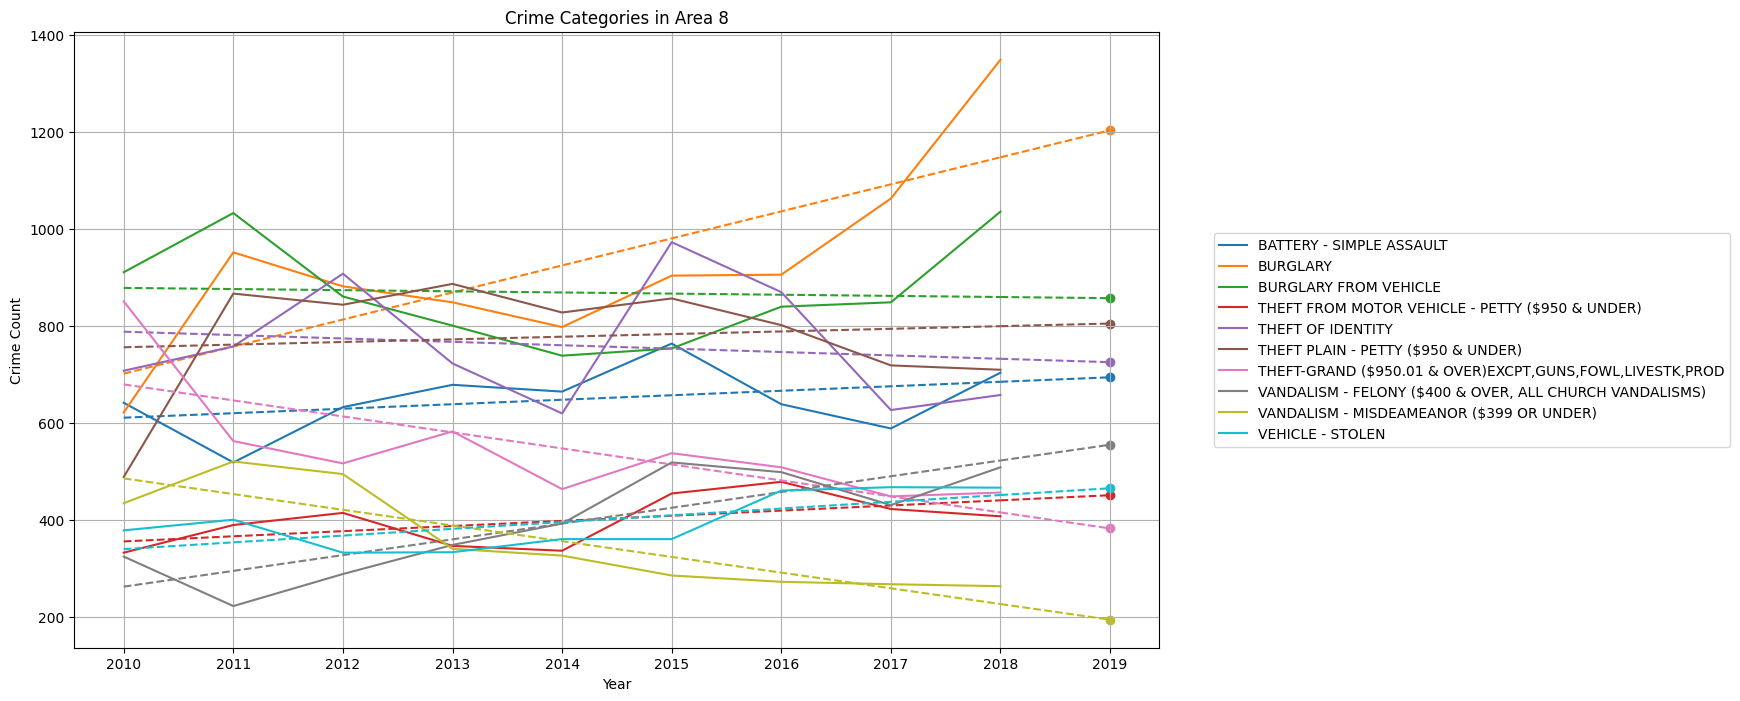 Crime Categories in Area 8
Crime Count
1400
1200
1000
800
600
400
200
2010 2011 2012 2013 2014 2015 2016 2017 2018 2019
Year
BATTERY - SIMPLE ASSAULT
BURGLARY
BURGLARY FROM VEHICLE
THEFT FROM MOTOR VEHICLE - PETTY ($950 & UNDER)
THEFT OF IDENTITY
THEFT PLAIN - PETTY ($950 & UNDER)
THEFT-GRAND ($950.01 & OVER)EXCPT,GUNS,FOWL,LIVESTK,PROD
VANDALISM - FELONY ($400 & OVER, ALL CHURCH VANDALISMS)
VANDALISM - MISDEAMEANOR ($399 OR UNDER)
VEHICLE - STOLEN